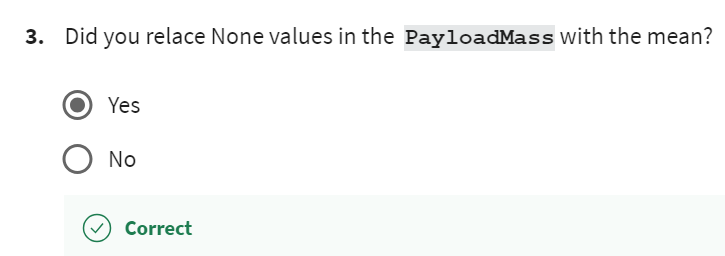 3. Did you relace None values in the PayloadMass with the mean?
Yes
No
Correct